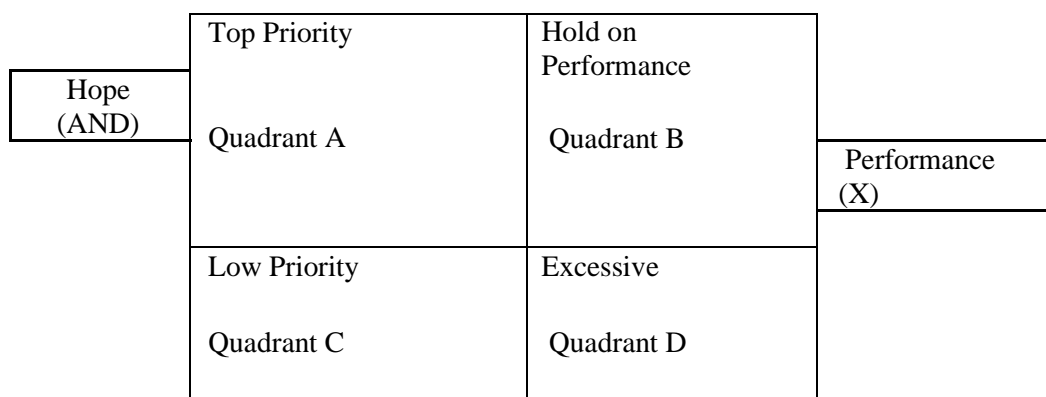 Top Priority
Hold on
Performance
Hope
(AND)
Quadrant A
Quadrant B
Performance
(X)
Low Priority
Excessive
Quadrant C
Quadrant D